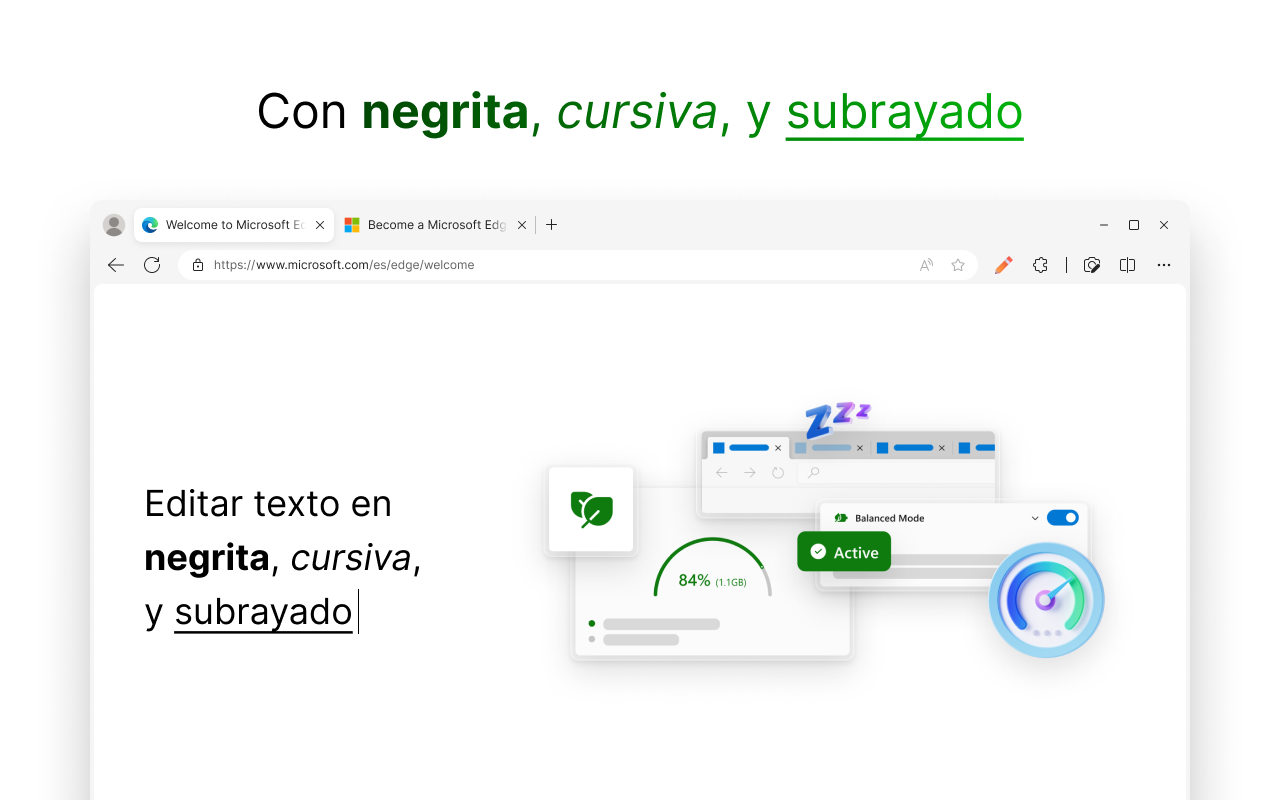 Con negrita, cursiva, y subrayado
Welcome to Microsoft Ec
Become a Microsoft Edg
https://www.microsoft.com/es/edge/welcome
Editar texto en
negrita, cursiva,
y subrayado
zzz
Balanced Mode
Active
84% (1.1GB)